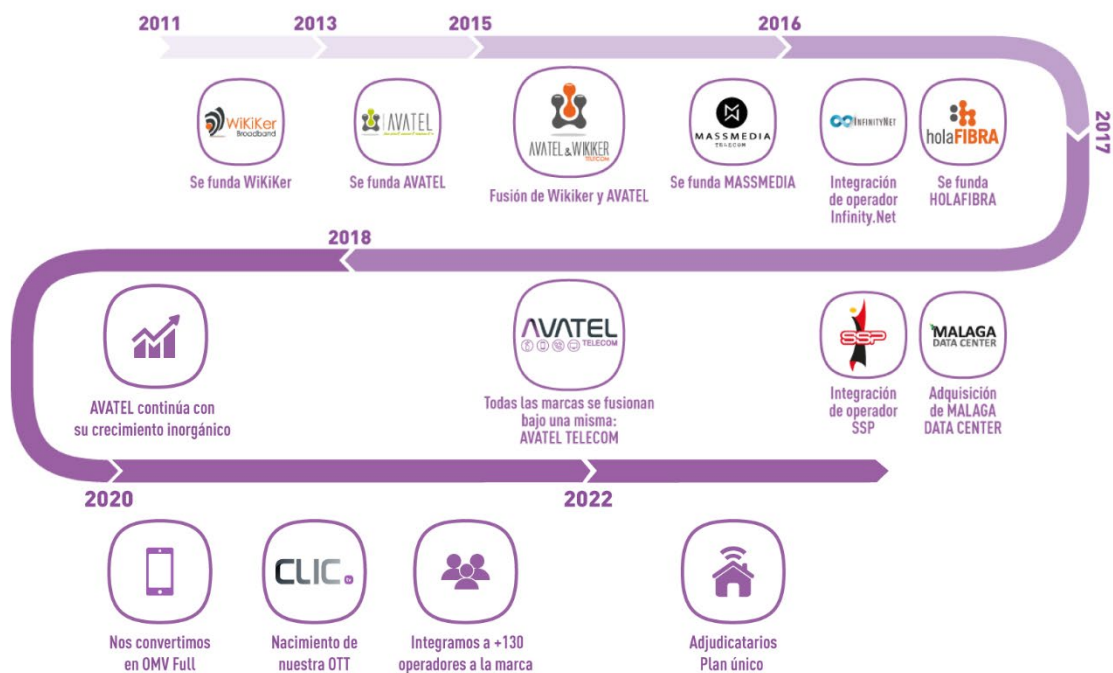 2011
2013
2015
2016
WiKiKer
Broadband
AVATEL
AVATEL & WIKIKER
TELECOM
MASSMEDIA
TELECOM
INFINITYNET
holaFIBRA
2017
Se funda WiKiKer
Se funda AVATEL
Fusión de Wikiker y AVATEL
Se funda MASSMEDIA
Integración
de operador
Infinity.Net
Se funda
HOLAFIBRA
2018
AVATEL
TELECOM
SSP
MALAGA
DATA CENTER
AVATEL continúa con
su crecimiento inorgánico
Todas las marcas se fusionan
bajo una misma:
AVATEL TELECOM
Integración
de operador
SSP
Adquisición
de MALAGA
DATA CENTER
2020
2022
CLIC
tv
Nos convertimos
en OMV Full
Nacimiento de
nuestra OTT
Integramos a +130
operadores a la marca
Adjudicatarios
Plan único